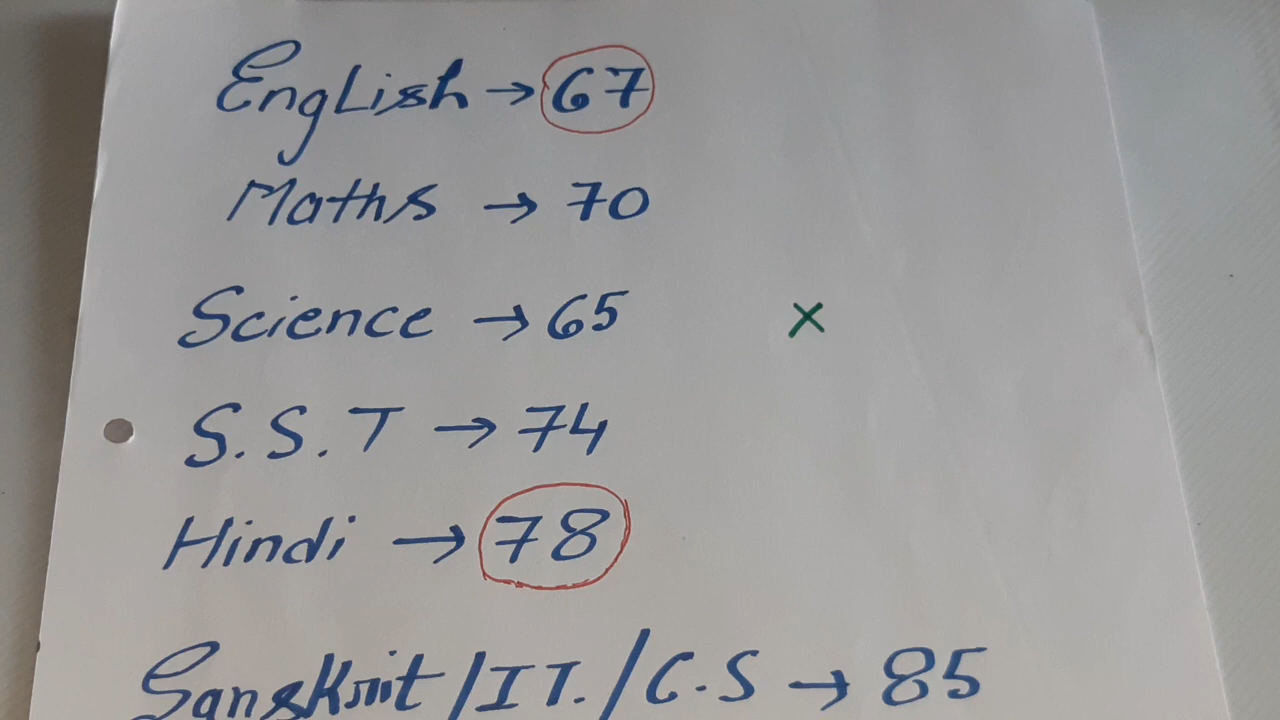 English → 67
Maths → 70
Science → 65 ×
S.S.T → 74
Hindi → 78
Sanskrit/IT./C.S → 85